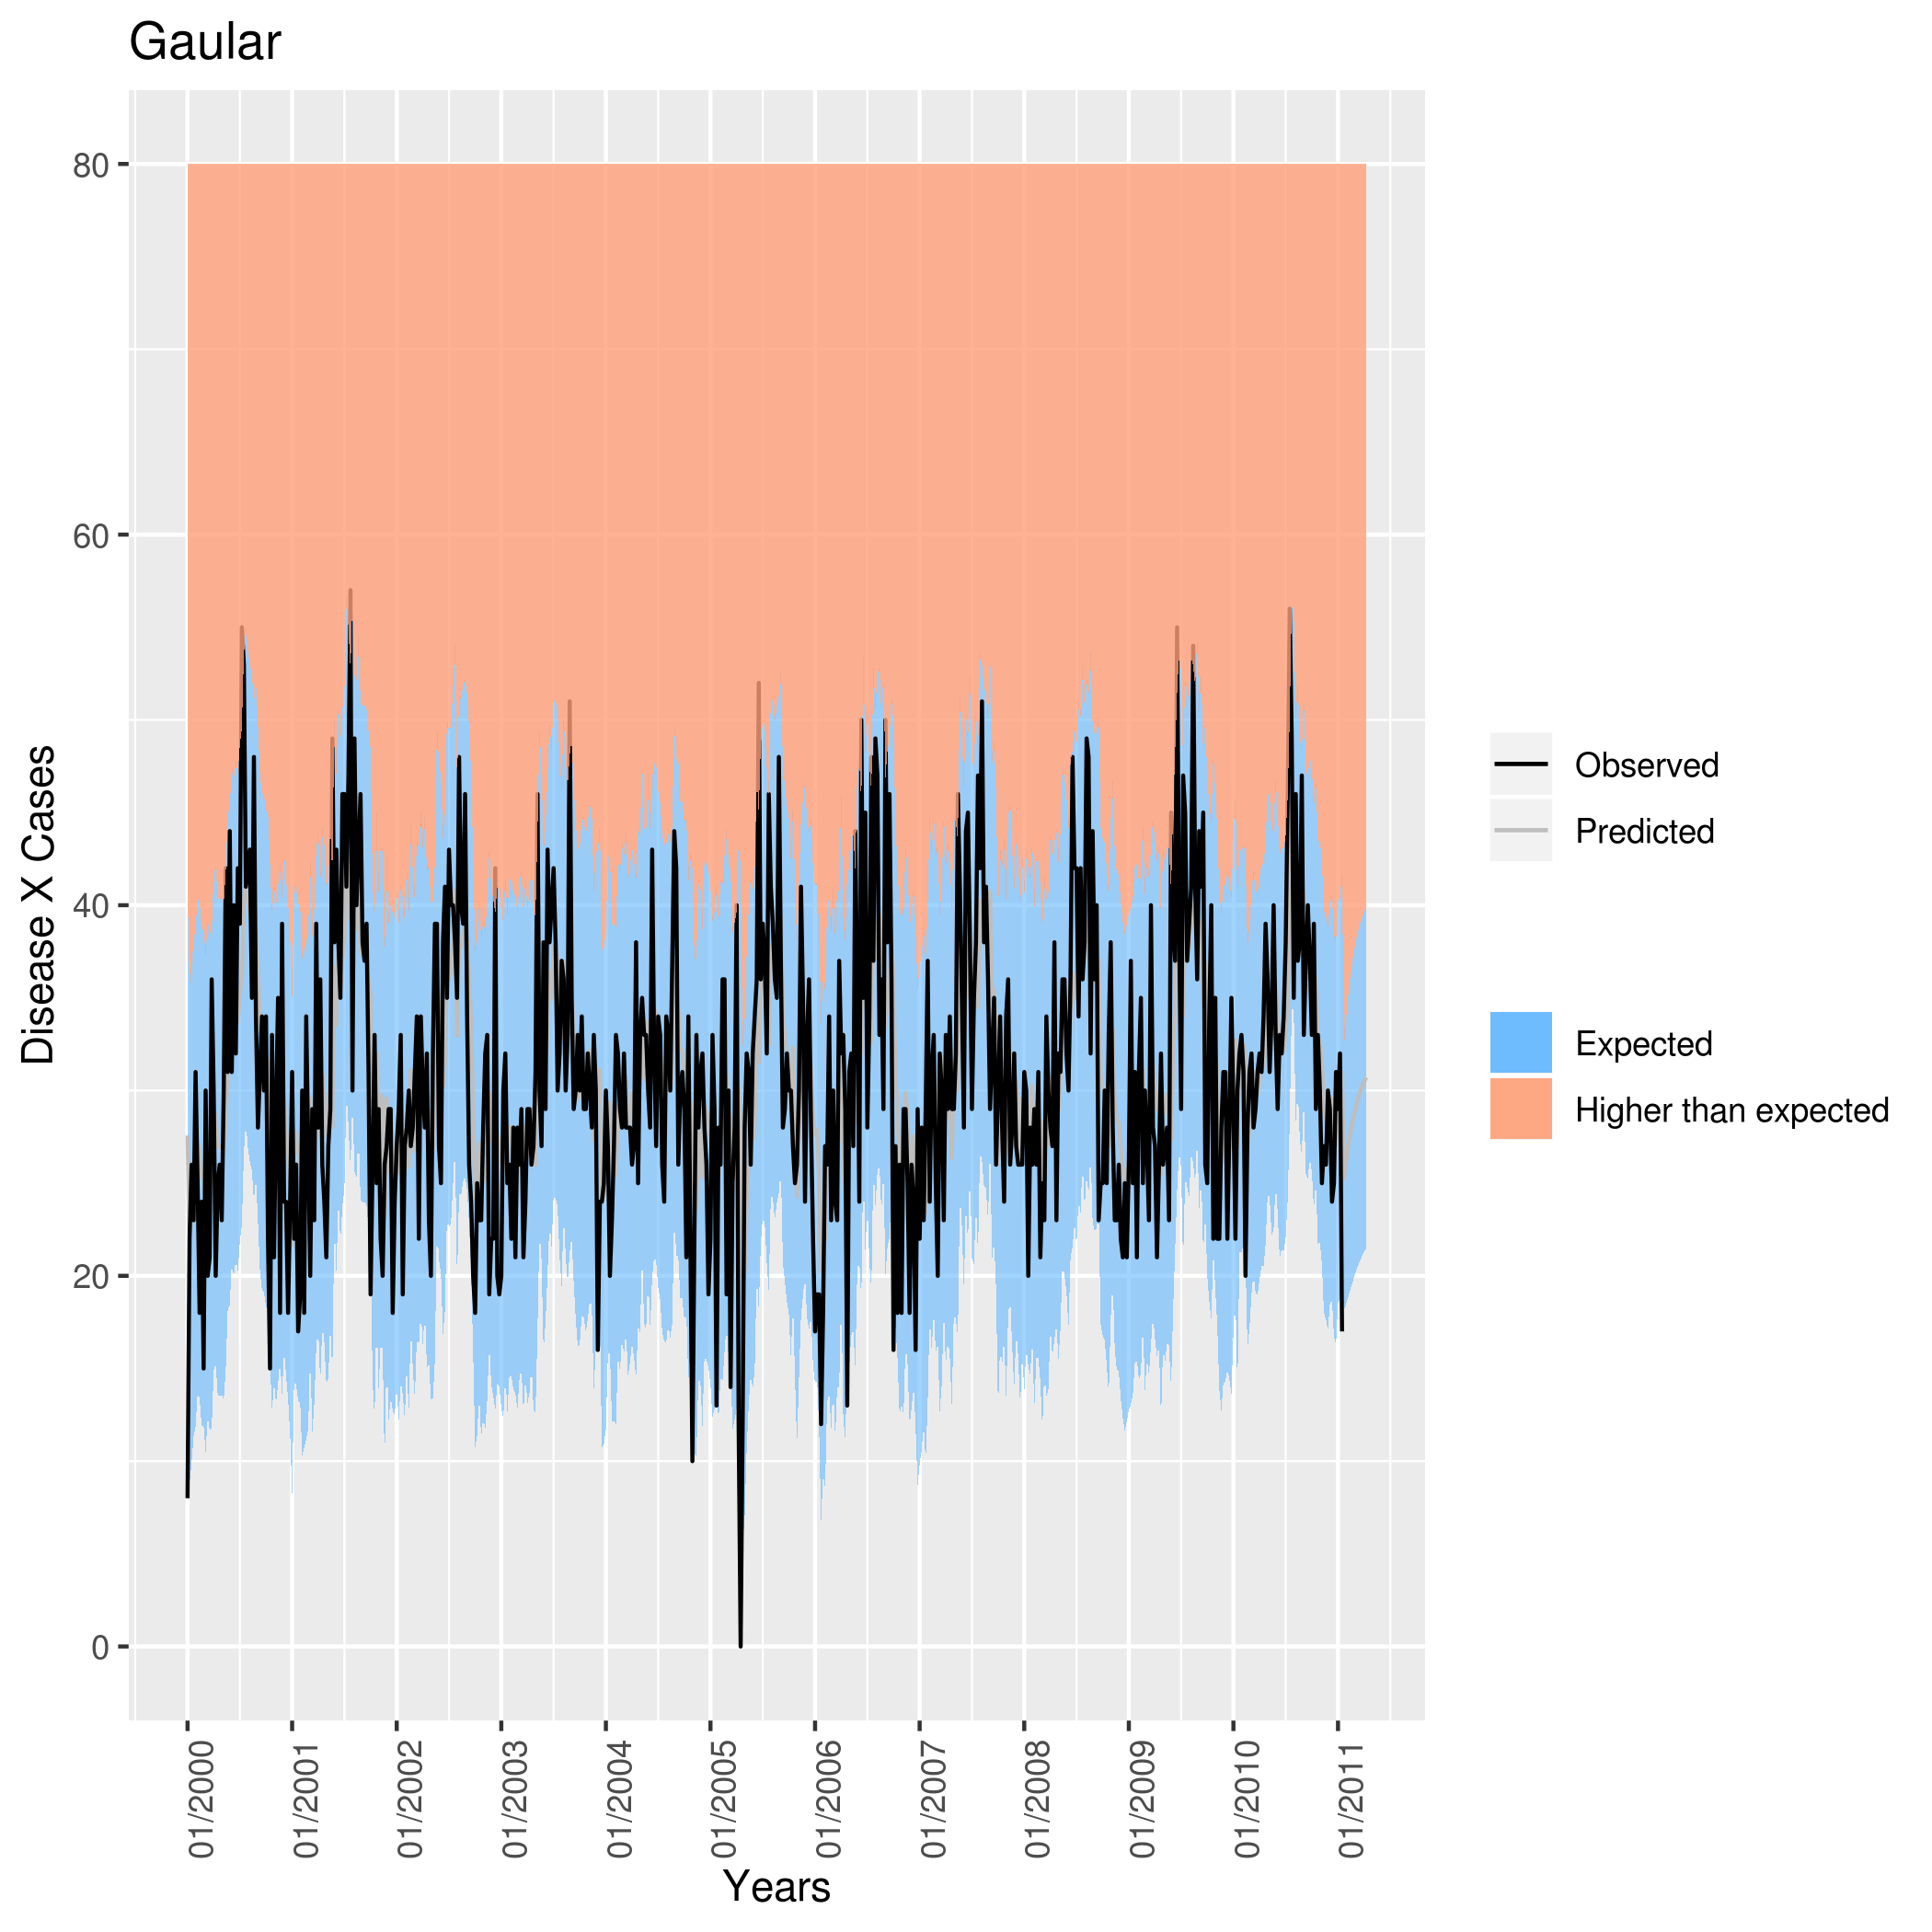 Gaular
Disease X Cases
80
60
40
20
0
01/2000
01/2001
01/2002
01/2003
01/2004
01/2005
01/2006
01/2007
01/2008
01/2009
01/2010
01/2011
Years
Observed
Predicted
Expected
Higher than expected